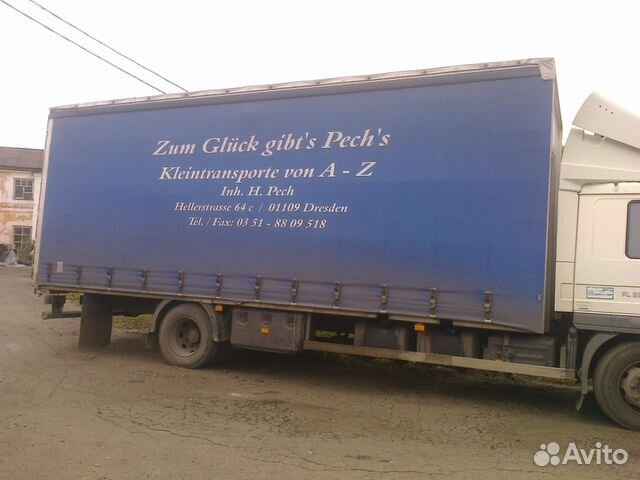 Zum Glück gibt's Pech's
Kleintransporte von A - Z
Inh. H. Pech
Hellerstrasse 64 c / 01109 Dresden
Tel. / Fax: 03 51 - 88 09 518
FL
Avito